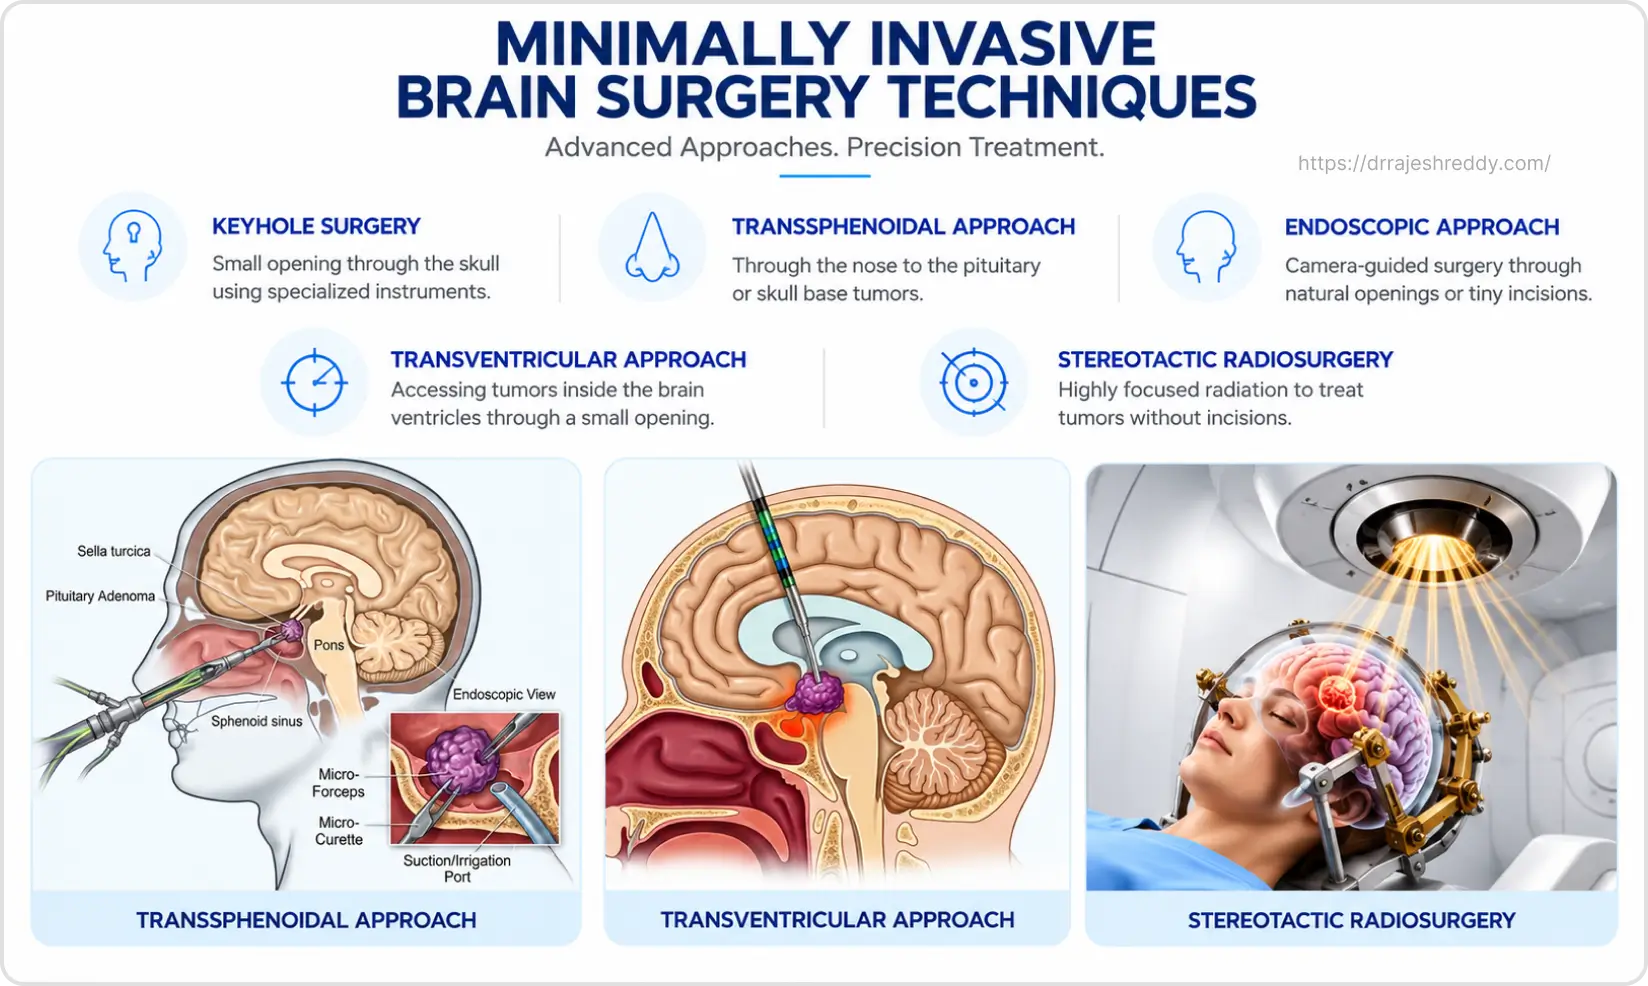 MINIMALLY INVASIVE
BRAIN SURGERY TECHNIQUES
Advanced Approaches. Precision Treatment.
https://drrajeshreddy.com/
KEYHOLE SURGERY
Small opening through the skull
using specialized instruments.
TRANSSPHENOIDAL APPROACH
Through the nose to the pituitary
or skull base tumors.
ENDOSCOPIC APPROACH
Camera-guided surgery through
natural openings or tiny incisions.
TRANSVENTRICULAR APPROACH
Accessing tumors inside the brain
ventricles through a small opening.
STEREOTACTIC RADIOSURGERY
Highly focused radiation to treat
tumors without incisions.
Sella turcica
Pituitary Adenoma
Pons
Sphenoid sinus
Endoscopic View
Micro-
Forceps
Micro-
Curette
Suction/Irrigation
Port
TRANSSPHENOIDAL APPROACH
TRANSVENTRICULAR APPROACH
STEREOTACTIC RADIOSURGERY